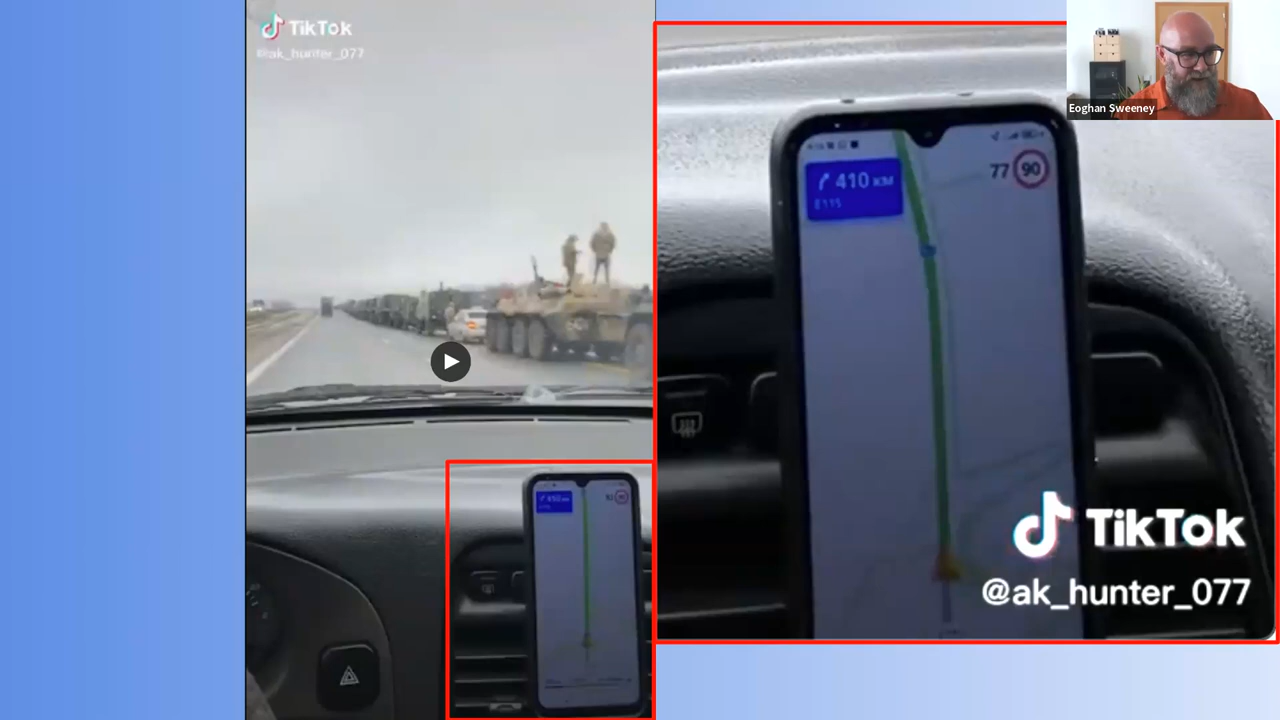 TikTok
@ak_hunter_077
410 км
77 90
Eoghan Sweeney
TikTok
@ak_hunter_077